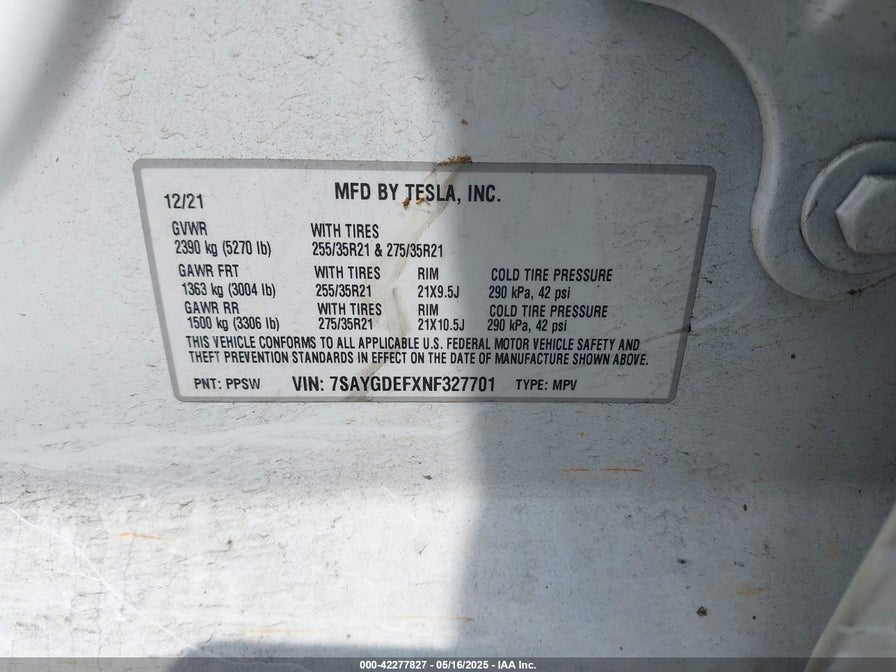 MFD BY TESLA, INC.
12/21
GVWR WITH TIRES
2390 kg (5270 lb) 255/35R21 & 275/35R21
GAWR FRT WITH TIRES RIM COLD TIRE PRESSURE
1363 kg (3004 lb) 255/35R21 21X9.5J 290 kPa, 42 psi
GAWR RR WITH TIRES RIM COLD TIRE PRESSURE
1500 kg (3306 lb) 275/35R21 21X10.5J 290 kPa, 42 psi
THIS VEHICLE CONFORMS TO ALL APPLICABLE U.S. FEDERAL MOTOR VEHICLE SAFETY AND
THEFT PREVENTION STANDARDS IN EFFECT ON THE DATE OF MANUFACTURE SHOWN ABOVE.
PNT: PPSW VIN: 7SAYGDEFXNF327701 TYPE: MPV
000-42277827 - 05/16/2025 - IAA Inc.